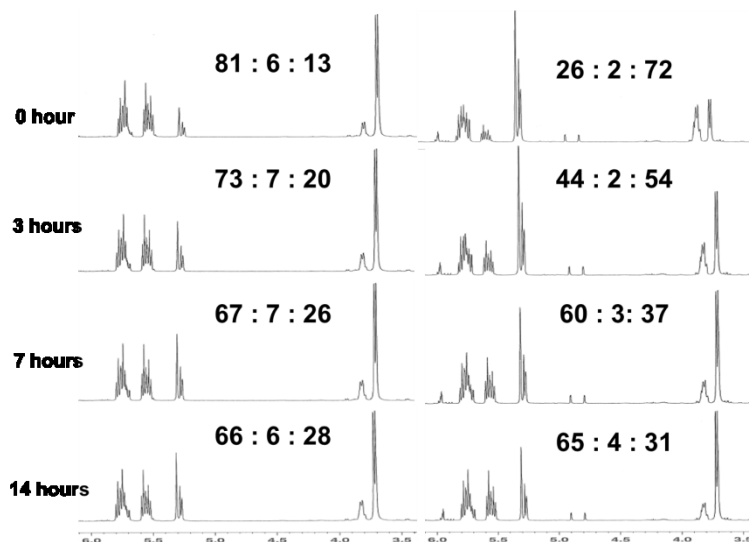 81 : 6 : 13
26 : 2 : 72
0 hour
73 : 7 : 20
44 : 2 : 54
3 hours
67 : 7 : 26
60 : 3: 37
7 hours
66 : 6 : 28
65 : 4 : 31
14 hours
6.0 5.5 5.0 4.5 4.0 3.5 6.0 5.5 5.0 4.5 4.0 3.5